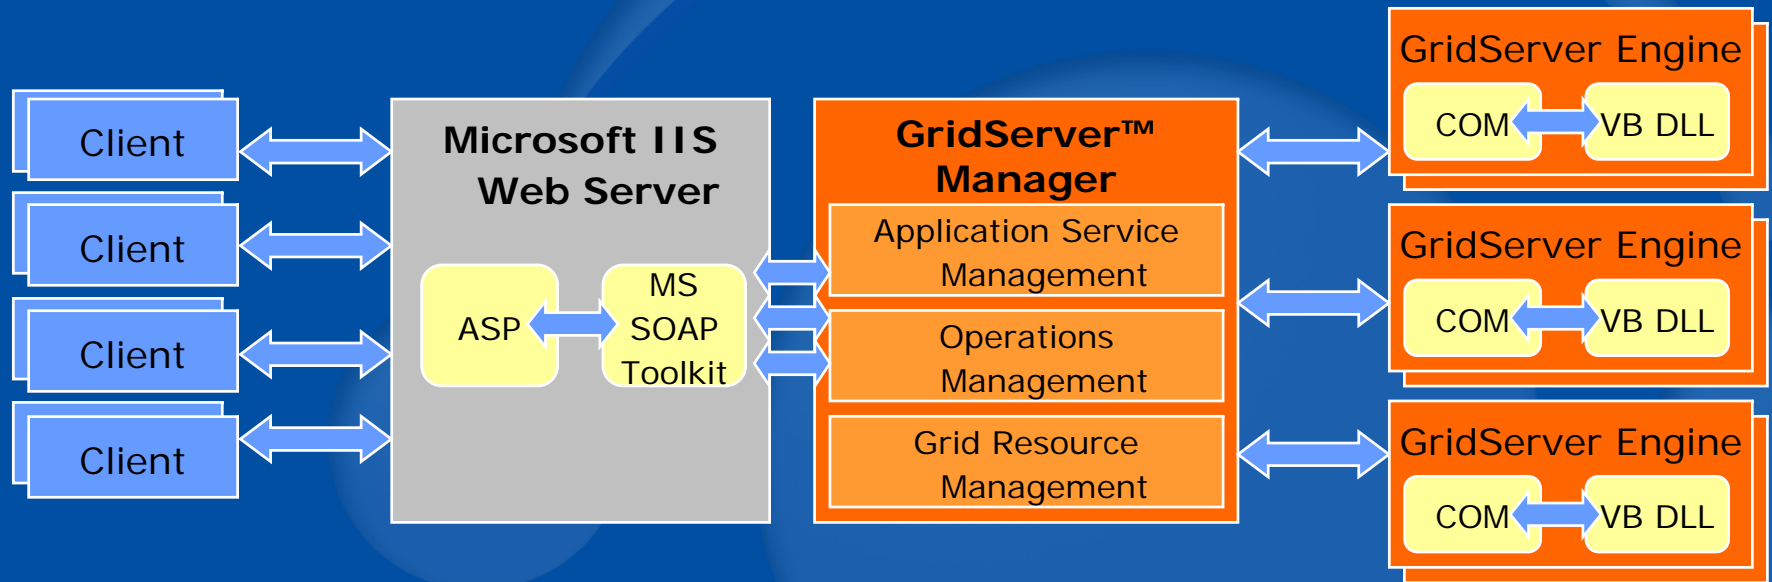 Client
Client
Client
Client
Microsoft IIS
Web Server
ASP
MS
SOAP
Toolkit
GridServer™
Manager
Application Service
Management
Operations
Management
Grid Resource
Management
GridServer Engine
COM VB DLL
GridServer Engine
COM VB DLL
GridServer Engine
COM VB DLL